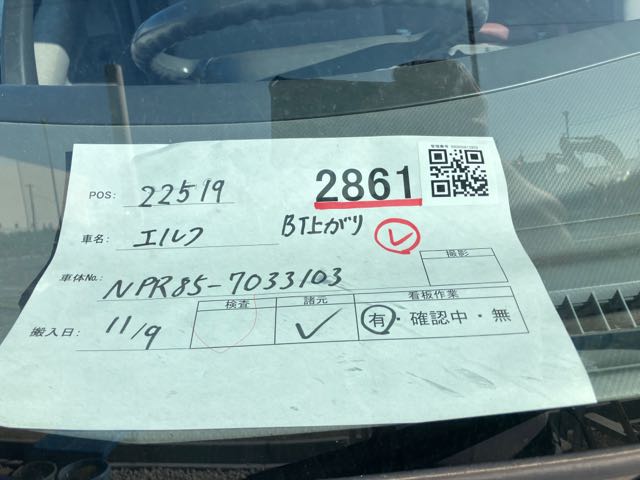 POS: 22519
2861
車名: エルフ
BT上がり
車体No. NPR85-7033103
撮影
搬入日: 11/9
検査
諸元
看板作業
有・確認中・無